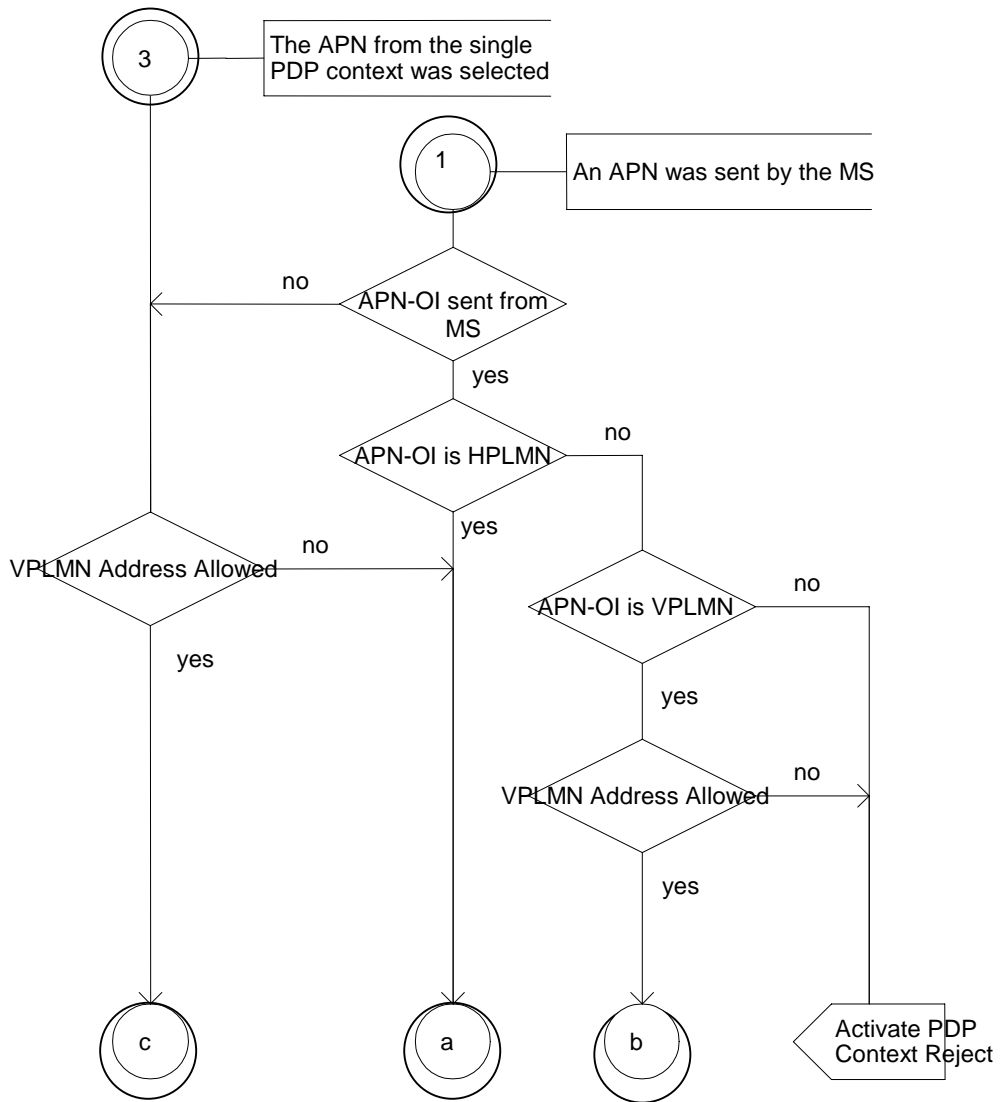 3
The APN from the single
PDP context was selected
1
An APN was sent by the MS
no
APN-OI sent from
MS
yes
APN-OI is HPLMN
no
yes
VPLMN Address Allowed
no
yes
APN-OI is VPLMN
no
yes
VPLMN Address Allowed
no
yes
c
a
b
Activate PDP
Context Reject